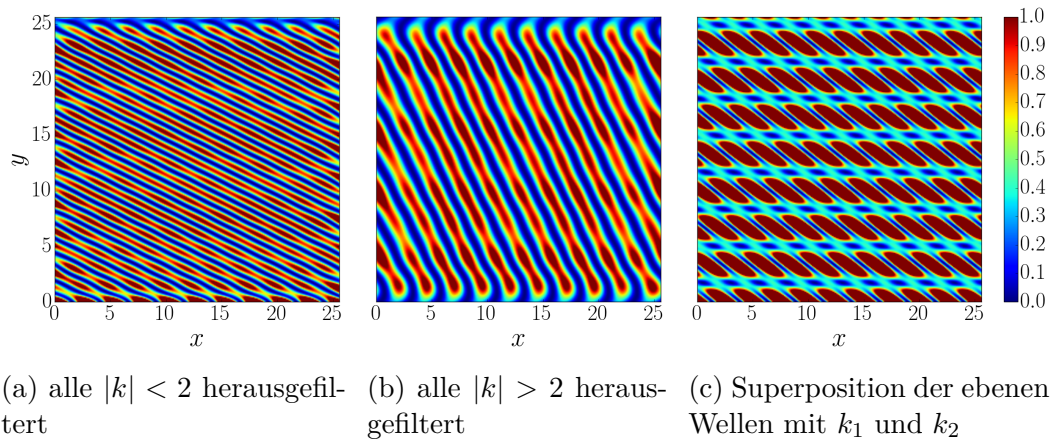 25
20
15
10
5
0
y
0 5 10 15 20 25
x
0 5 10 15 20 25
x
0 5 10 15 20 25
x
1.0
0.9
0.8
0.7
0.6
0.5
0.4
0.3
0.2
0.1
0.0
(a) alle |k| < 2 herausgefil-
tert
(b) alle |k| > 2 heraus-
gefiltert
(c) Superposition der ebenen
Wellen mit k₁ und k₂